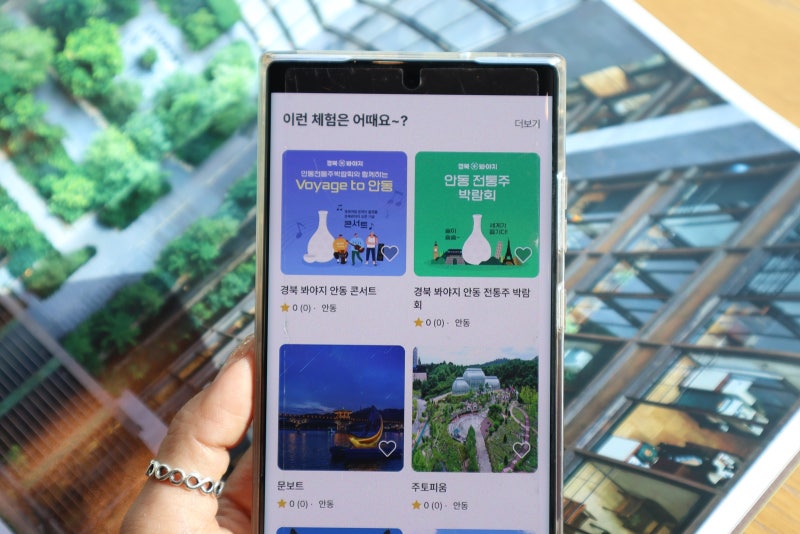 이런 체험은 어때요~?
더보기
경북 봐야지
안동전통주박람회와 함께하는
Voyage to 안동
콘서트
경북 봐야지
안동 전통주
박람회
술이
술술~
세계가
즐기다!
경북 봐야지 안동 콘서트
0 (0) · 안동
경북 봐야지 안동 전통주 박람
회
0 (0) · 안동
문보트
0 (0) · 안동
주토피움
0 (0) · 안동